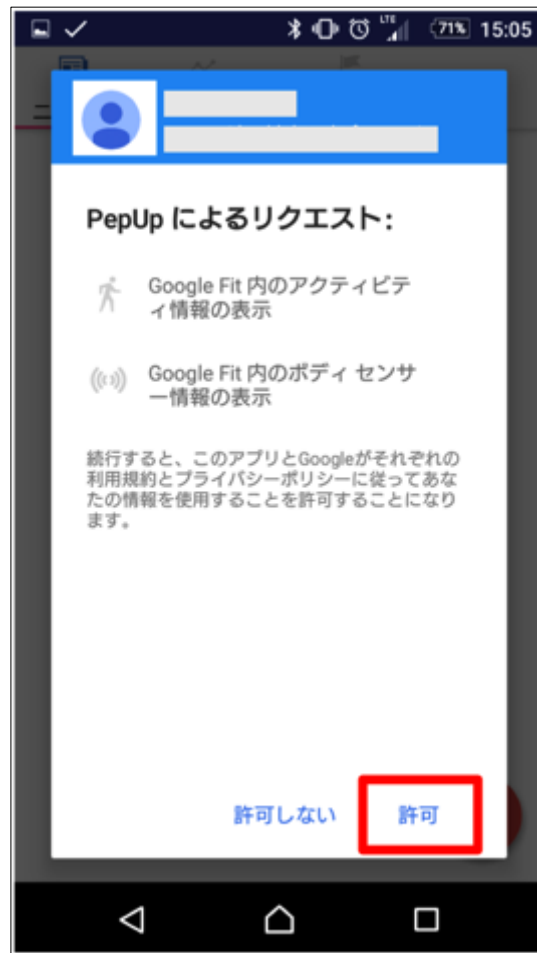 LTE 71% 15:05
PepUp によるリクエスト:
Google Fit 内のアクティビテ
ィ情報の表示
Google Fit 内のボディ センサ
ー情報の表示
続行すると、このアプリとGoogleがそれぞれの
利用規約とプライバシーポリシーに従ってあな
たの情報を使用することを許可することになり
ます。
許可しない 許可